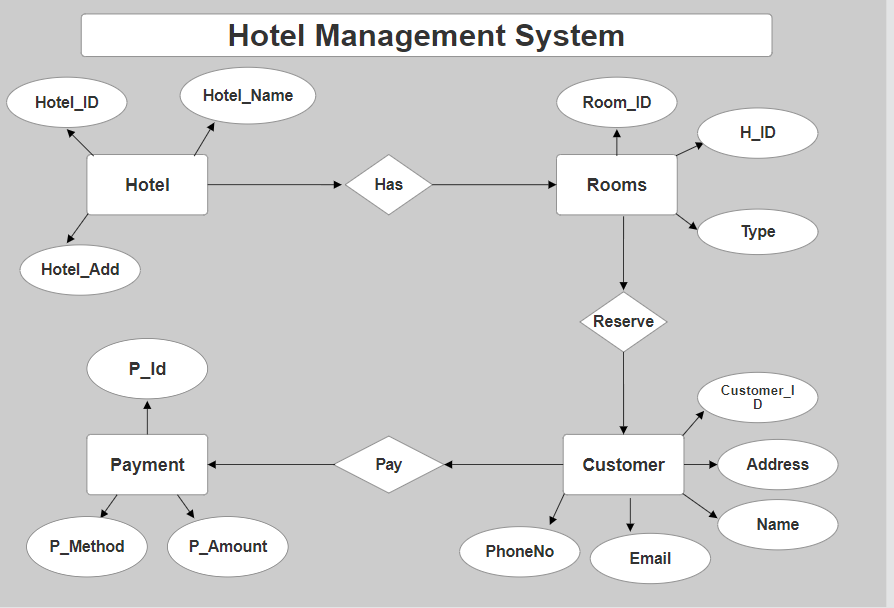 Hotel Management System
Hotel_ID
Hotel_Name
Room_ID
H_ID
Hotel
Has
Rooms
Type
Hotel_Add
Reserve
P_Id
Customer_I
D
Payment
Pay
Customer
Address
Name
P_Method
P_Amount
PhoneNo
Email